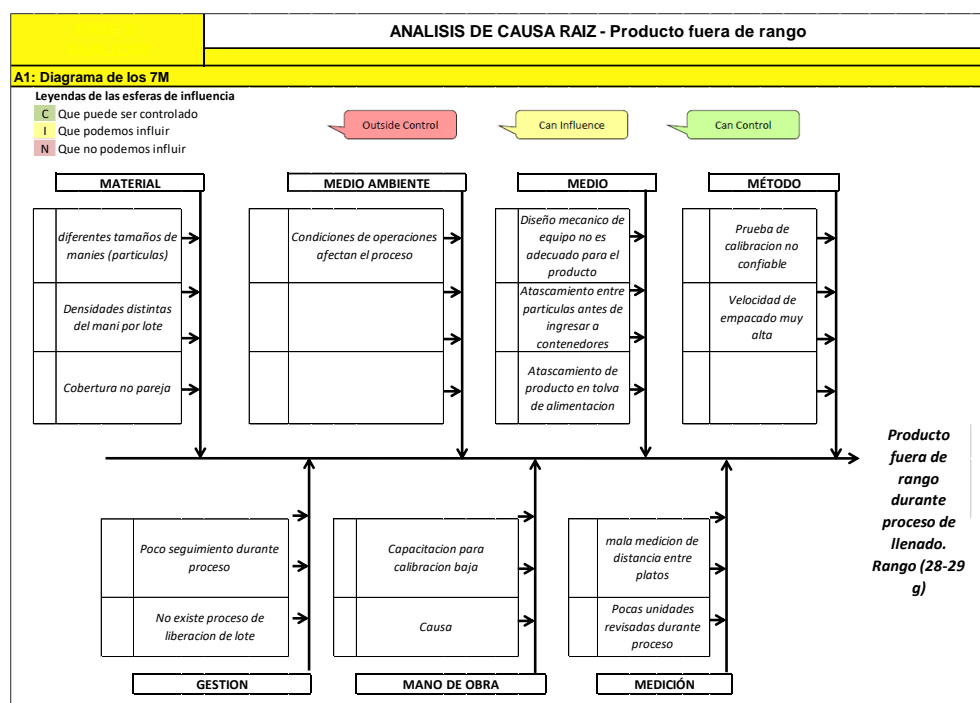 ANALISIS DE CAUSA RAIZ - Producto fuera de rango
A1: Diagrama de los 7M
Leyendas de las esferas de influencia
C Que puede ser controlado
I Que podemos influir
N Que no podemos influir
Outside Control
Can Influence
Can Control
MATERIAL
MEDIO AMBIENTE
MEDIO
MÉTODO
diferentes tamaños de
manies (particulas)
Densidades distintas
del mani por lote
Cobertura no pareja
Condiciones de operaciones
afectan el proceso
Diseño mecanico de
equipo no es
adecuado para el
producto
Atascamiento entre
particulas antes de
ingresar a
contenedores
Atascamiento de
producto en tolva
de alimentacion
Prueba de
calibracion no
confiable
Velocidad de
empacado muy
alta
Producto
fuera de
rango
durante
proceso de
llenado.
Rango (28-29
g)
Poco seguimiento durante
proceso
No existe proceso de
liberacion de lote
Capacitacion para
calibracion baja
Causa
mala medicion de
distancia entre
platos
Pocas unidades
revisadas durante
proceso
GESTION
MANO DE OBRA
MEDICIÓN